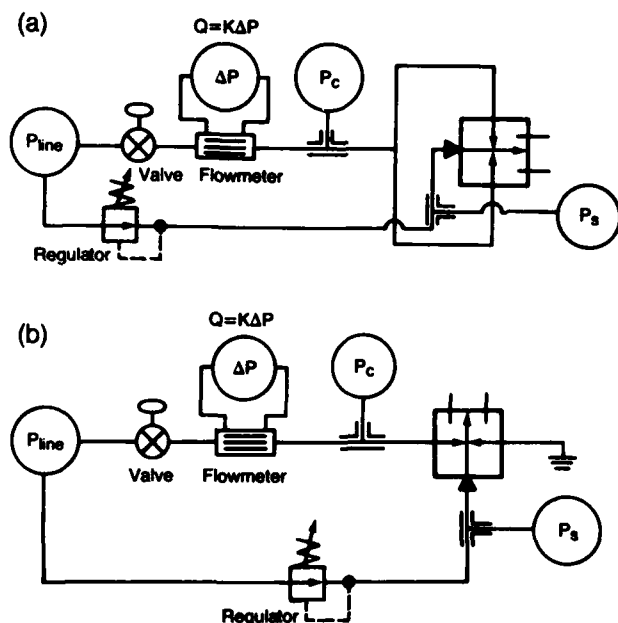 (a)
Q=KΔP
ΔP
Pc
Pline
Valve
Flowmeter
Ps
Regulator
(b)
Q=KΔP
ΔP
Pc
Pline
Valve
Flowmeter
Ps
Regulator